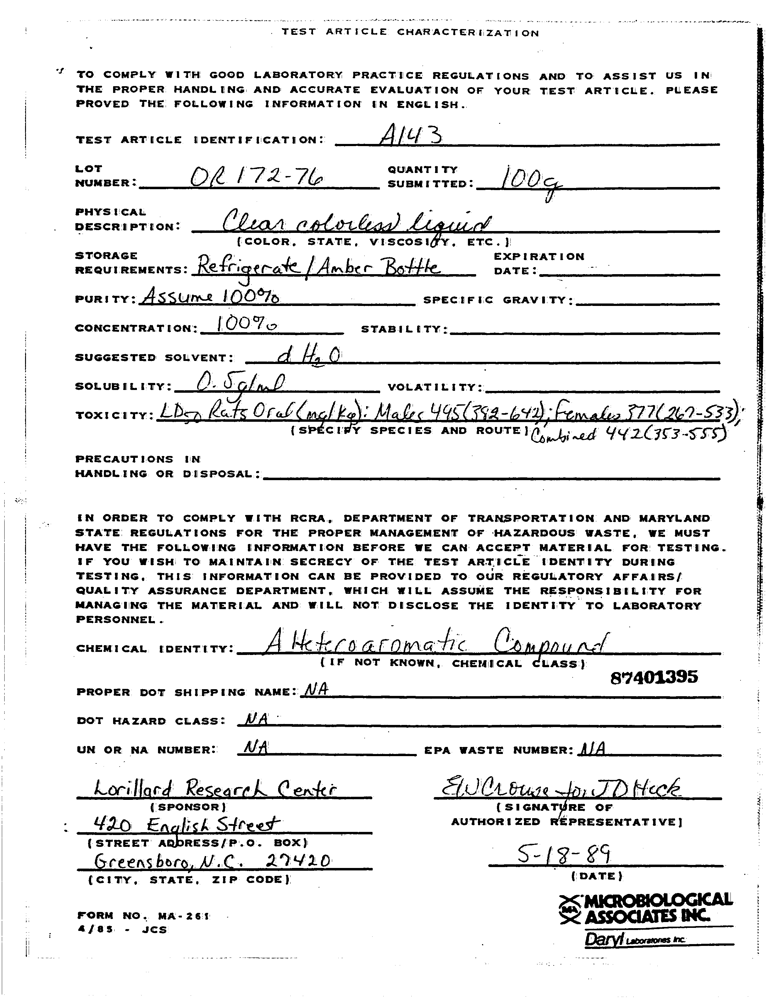 TEST ARTICLE CHARACTERIZATION
TO COMPLY WITH GOOD LABORATORY PRACTICE REGULATIONS AND TO ASSIST US IN
THE PROPER HANDLING AND ACCURATE EVALUATION OF YOUR TEST ARTICLE, PLEASE
PROVED THE FOLLOWING INFORMATION IN ENGLISH.
TEST ARTICLE IDENTIFICATION: A143
LOT NUMBER: OR 172-76 QUANTITY SUBMITTED: 100g
PHYSICAL DESCRIPTION: Clear colorless liquid
(COLOR, STATE, VISCOSITY, ETC.)
STORAGE REQUIREMENTS: Refrigerate/Amber Bottle EXPIRATION DATE:
PURITY: Assume 100% SPECIFIC GRAVITY:
CONCENTRATION: 100% STABILITY:
SUGGESTED SOLVENT: d H2O
SOLUBILITY: 0.5g/ml VOLATILITY:
TOXICITY: LD50 Rats Oral (mg/kg): Males 495(392-642); Females 377(267-533);
(SPECIFY SPECIES AND ROUTE) Combined 442(353-555)
PRECAUTIONS IN
HANDLING OR DISPOSAL:
IN ORDER TO COMPLY WITH RCRA, DEPARTMENT OF TRANSPORTATION AND MARYLAND
STATE REGULATIONS FOR THE PROPER MANAGEMENT OF HAZARDOUS WASTE, WE MUST
HAVE THE FOLLOWING INFORMATION BEFORE WE CAN ACCEPT MATERIAL FOR TESTING.
IF YOU WISH TO MAINTAIN SECRECY OF THE TEST ARTICLE IDENTITY DURING
TESTING, THIS INFORMATION CAN BE PROVIDED TO OUR REGULATORY AFFAIRS/
QUALITY ASSURANCE DEPARTMENT, WHICH WILL ASSUME THE RESPONSIBILITY FOR
MANAGING THE MATERIAL AND WILL NOT DISCLOSE THE IDENTITY TO LABORATORY
PERSONNEL.
CHEMICAL IDENTITY: A Heteroaromatic Compound
(IF NOT KNOWN, CHEMICAL CLASS)
87401395
PROPER DOT SHIPPING NAME: NA
DOT HAZARD CLASS: NA
UN OR NA NUMBER: NA EPA WASTE NUMBER: NA
Lorillard Research Center EWCrouse for JD Heck
(SPONSOR) (SIGNATURE OF
420 English Street AUTHORIZED REPRESENTATIVE)
(STREET ADDRESS/P.O. BOX)
Greensboro, N.C. 27420 5-18-89
(CITY, STATE, ZIP CODE) (DATE)
MA MICROBIOLOGICAL
ASSOCIATES INC.
FORM NO. MA-261
4/85 - JCS
Daryl Laboratories Inc.